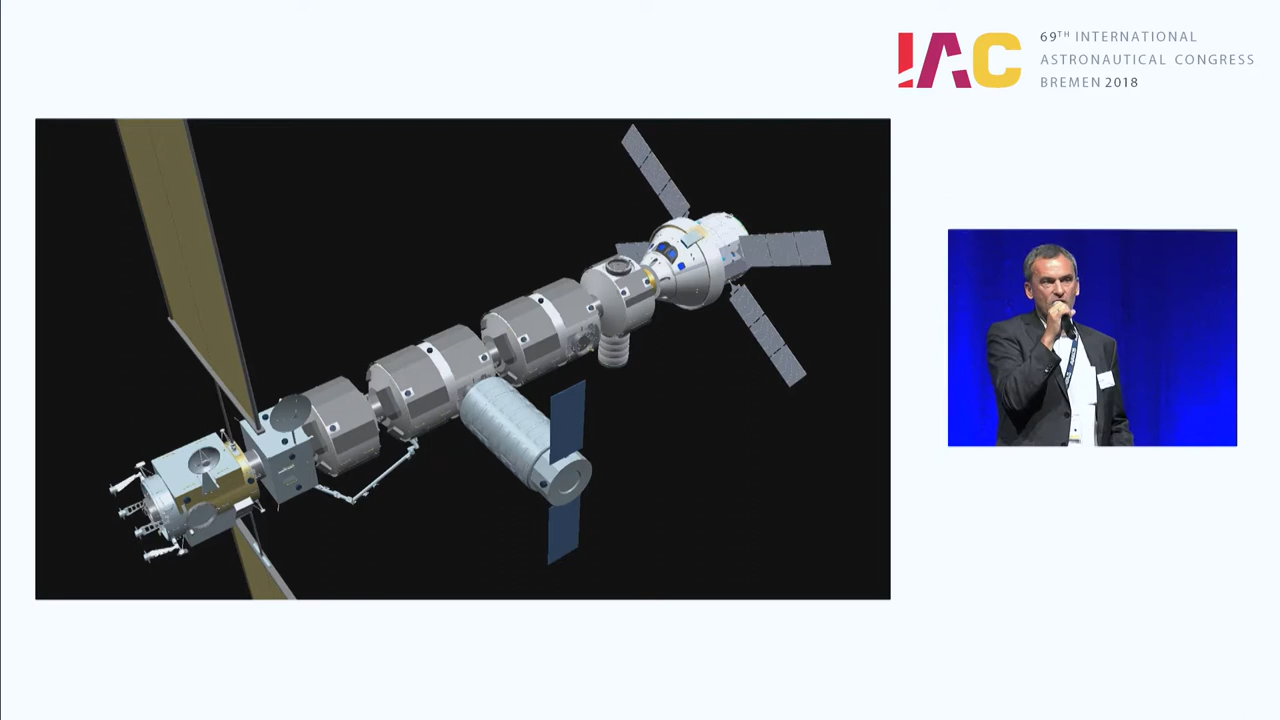 IAC
69TH INTERNATIONAL
ASTRONAUTICAL CONGRESS
BREMEN 2018